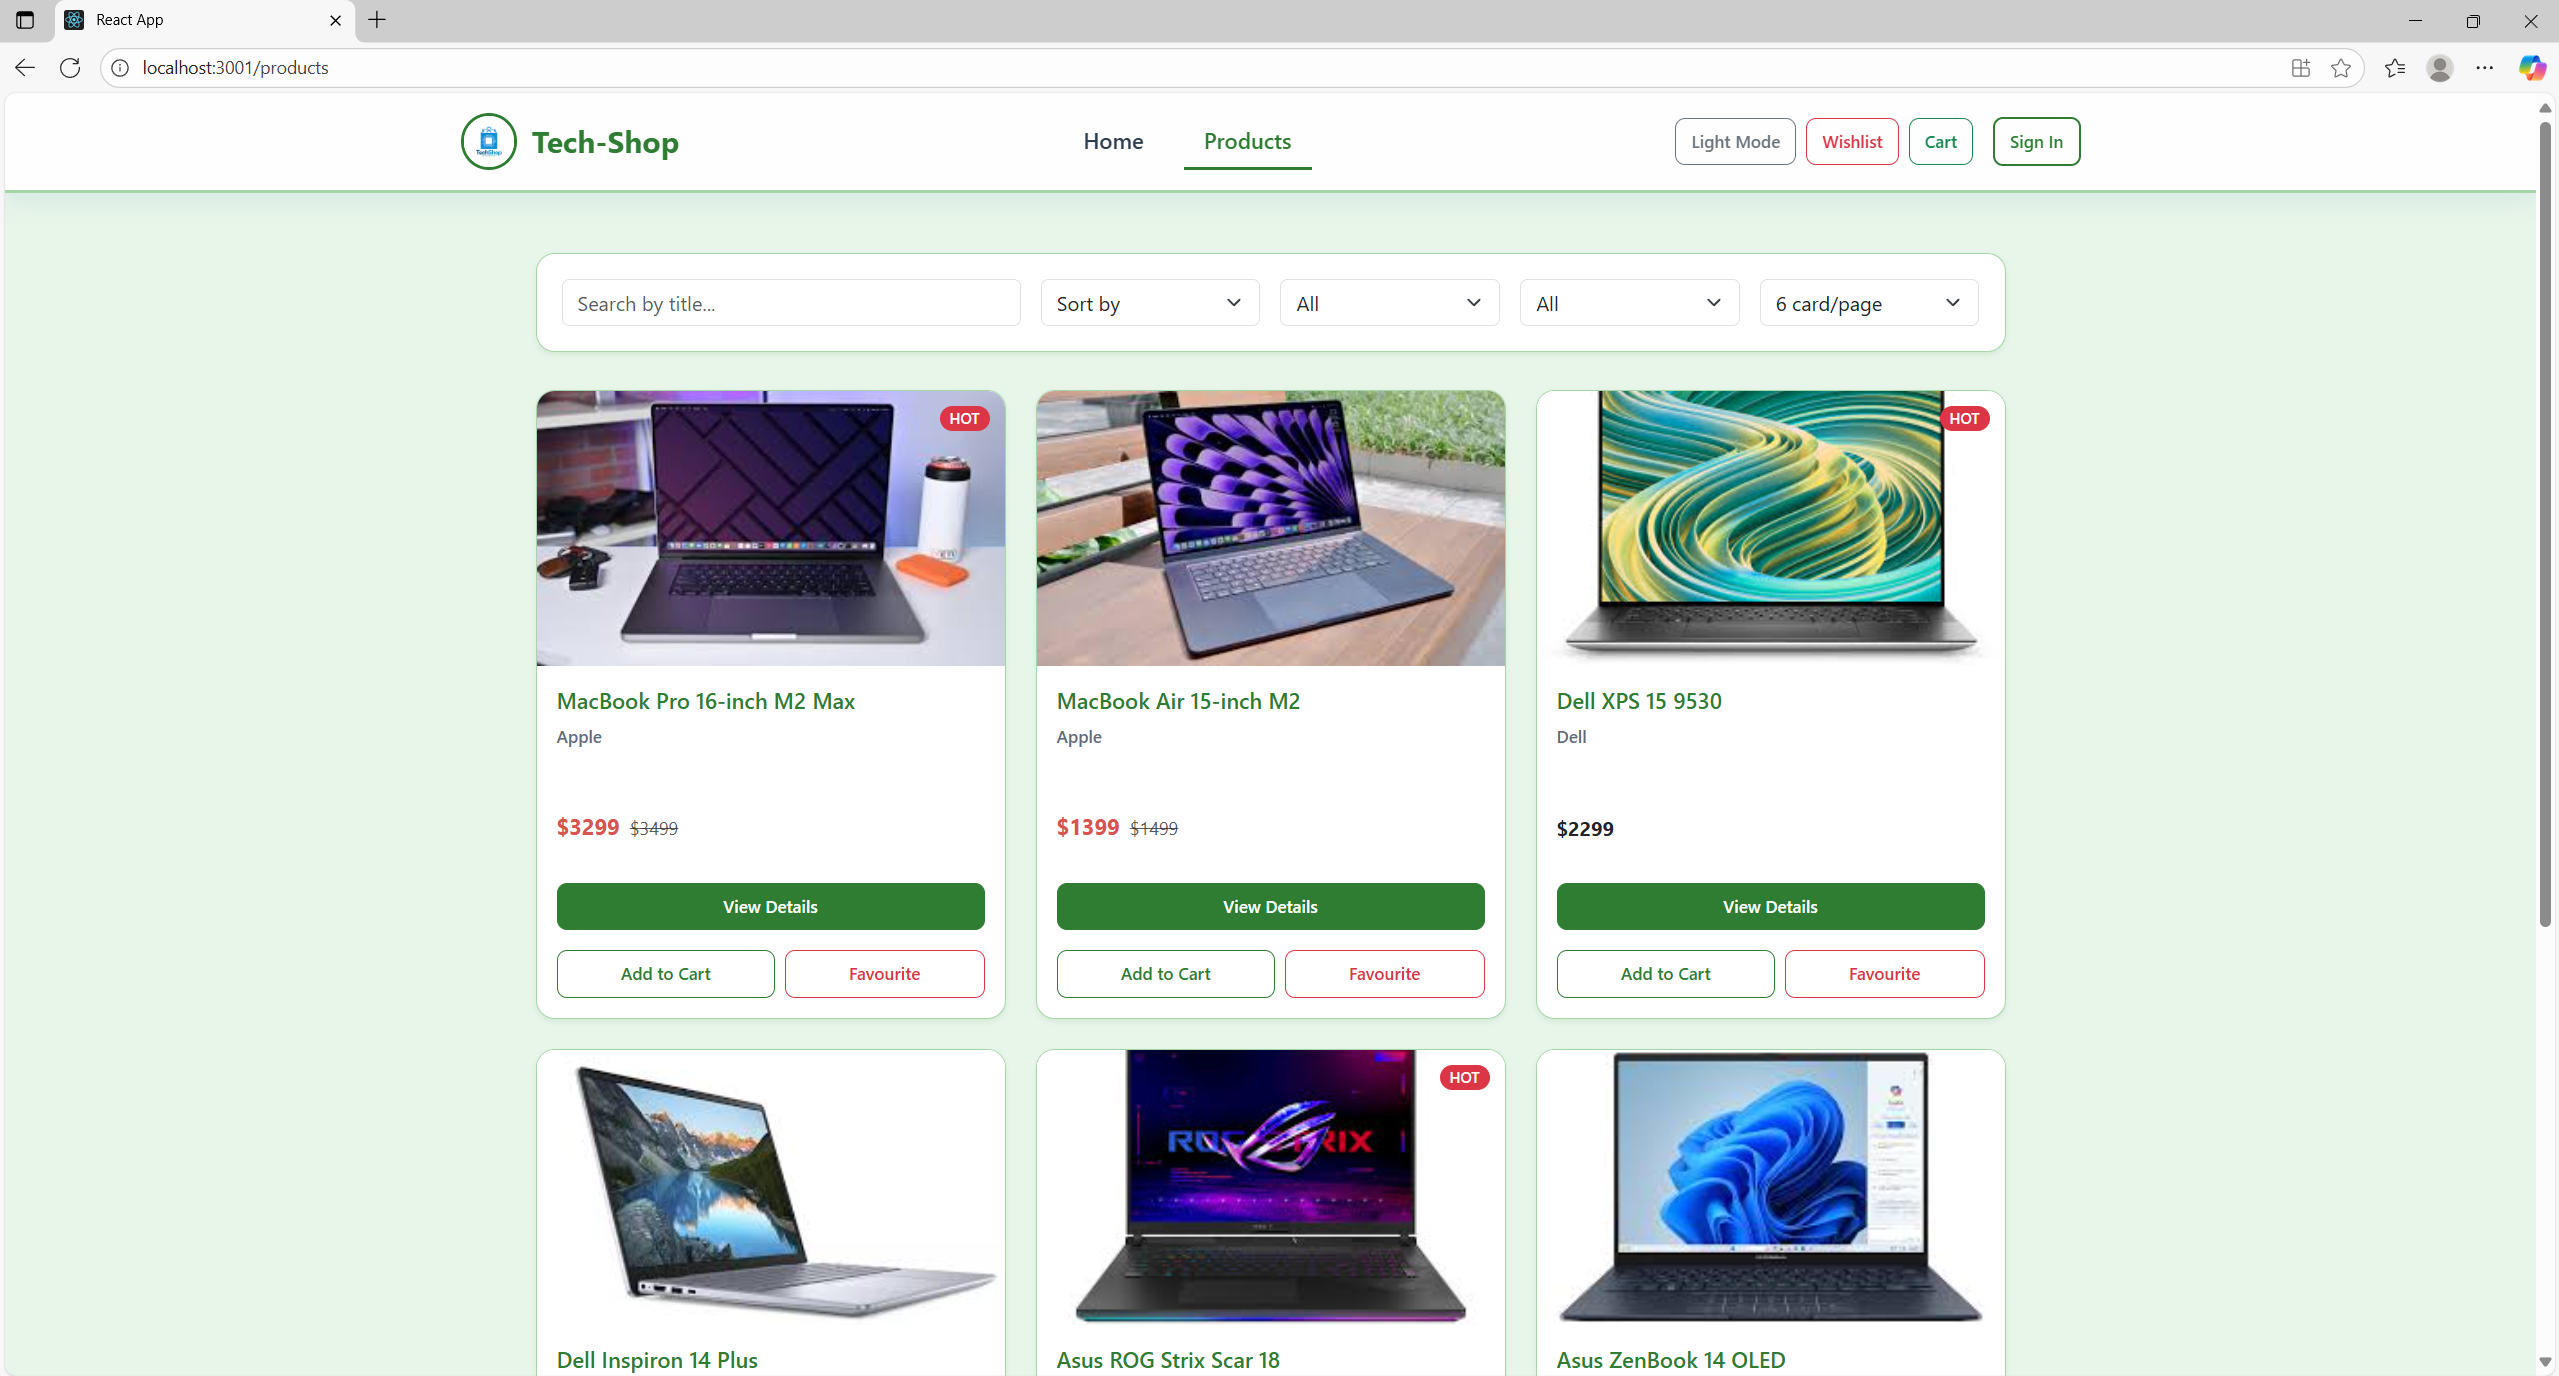 React App
localhost:3001/products
TechShop
Tech-Shop
Home
Products
Light Mode
Wishlist
Cart
Sign In
Search by title...
Sort by
All
All
6 card/page
HOT
HOT
MacBook Pro 16-inch M2 Max
Apple
$3299 $3499
View Details
Add to Cart
Favourite
MacBook Air 15-inch M2
Apple
$1399 $1499
View Details
Add to Cart
Favourite
Dell XPS 15 9530
Dell
$2299
View Details
Add to Cart
Favourite
HOT
Dell Inspiron 14 Plus
Asus ROG Strix Scar 18
Asus ZenBook 14 OLED